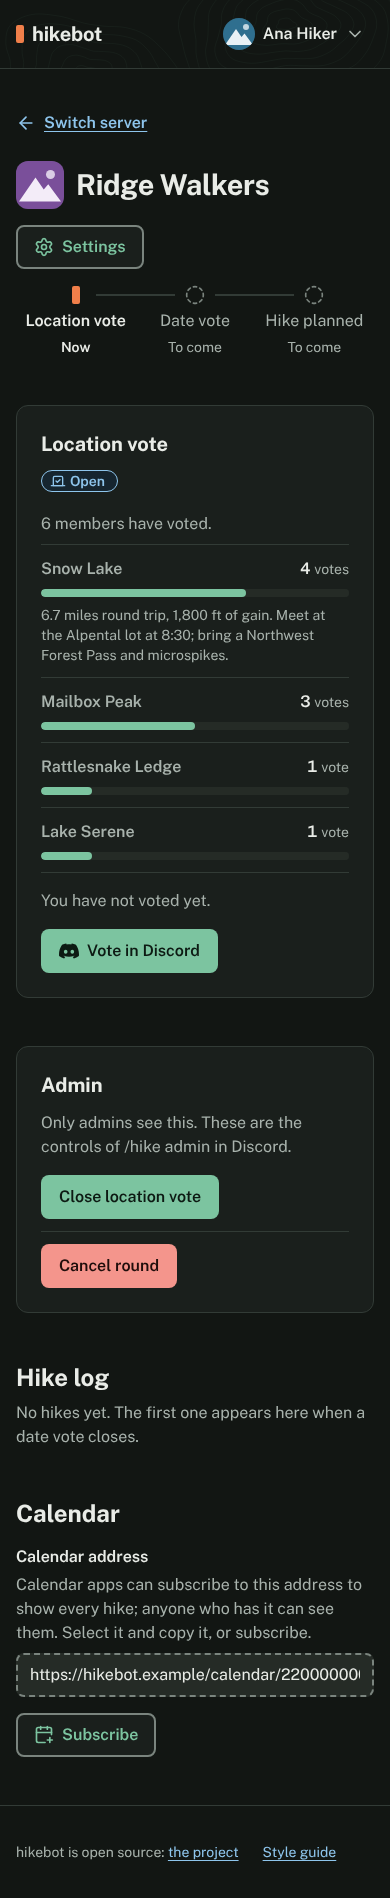 hikebot
Ana Hiker
Switch server
Ridge Walkers
Settings
Location vote
Date vote
Hike planned
Now
To come
To come
Location vote
Open
6 members have voted.
Snow Lake
4 votes
6.7 miles round trip, 1,800 ft of gain. Meet at
the Alpental lot at 8:30; bring a Northwest
Forest Pass and microspikes.
Mailbox Peak
3 votes
Rattlesnake Ledge
1 vote
Lake Serene
1 vote
You have not voted yet.
Vote in Discord
Admin
Only admins see this. These are the
controls of /hike admin in Discord.
Close location vote
Cancel round
Hike log
No hikes yet. The first one appears here when a
date vote closes.
Calendar
Calendar address
Calendar apps can subscribe to this address to
show every hike; anyone who has it can see
them. Select it and copy it, or subscribe.
https://hikebot.example/calendar/22000000
Subscribe
hikebot is open source: the project
Style guide